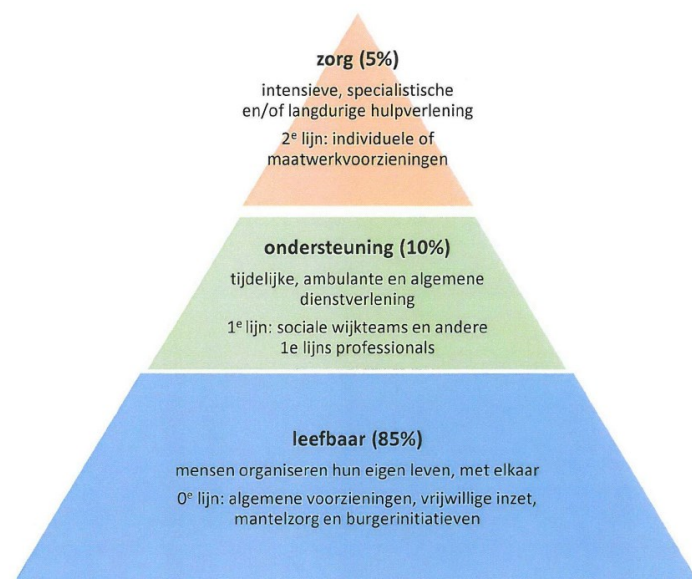 zorg (5%)
intensieve, specialistische
en/of langdurige hulpverlening
2e lijn: individuele of
maatwerkvoorzieningen
ondersteuning (10%)
tijdelijke, ambulante en algemene
dienstverlening
1e lijn: sociale wijkteams en andere
1e lijns professionals
leefbaar (85%)
mensen organiseren hun eigen leven, met elkaar
0e lijn: algemene voorzieningen, vrijwillige inzet,
mantelzorg en burgerinitiatieven